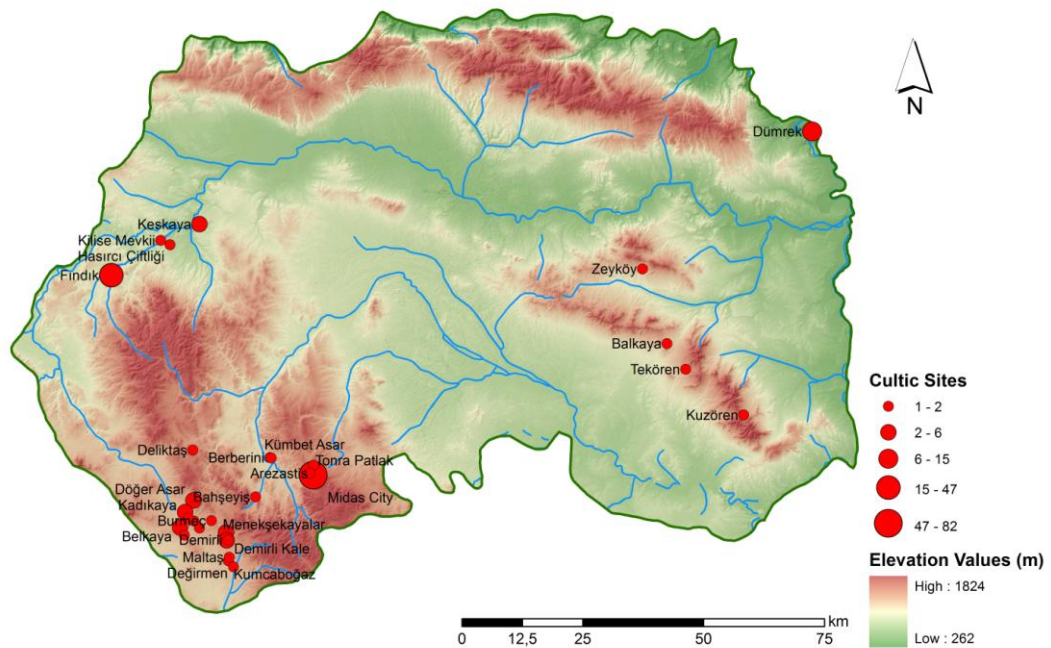 N
Dümrek
Keskaya
Kilise Mevkii
Hasırcı Çiftliği
Fındık
Zeyköy
Balkaya
Tekören
Kuzören
Deliktaş
Kümbet Asar
Berberini
Tonra Patlak
Arezastis
Döğer Asar
Bahşeyiş
Midas City
Kadıkaya
Burmeç
Menekşekayalar
Belkaya
Demirli
Demirli Kale
Maltaş
Değirmen
Kumcaboğaz
Cultic Sites
1 - 2
2 - 6
6 - 15
15 - 47
47 - 82
Elevation Values (m)
High : 1824
Low : 262
km
0 12,5 25 50 75